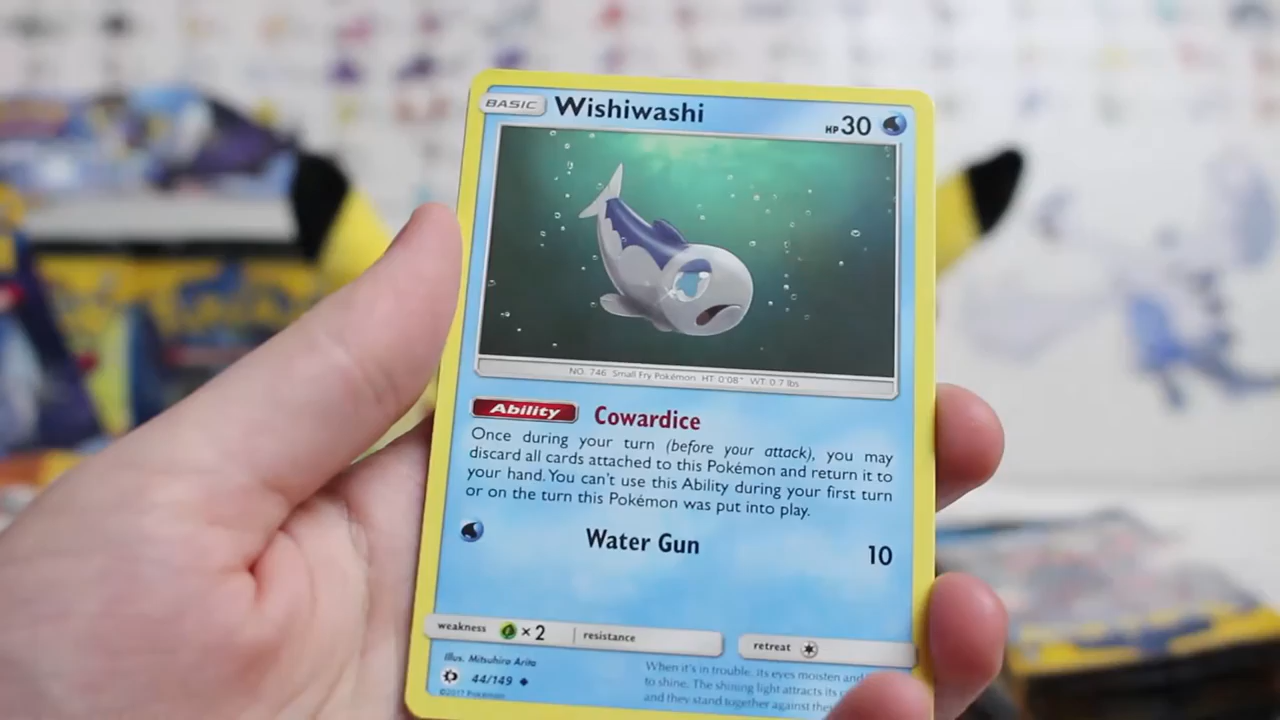 BASIC Wishiwashi HP 30
NO. 746 Small Fry Pokémon HT: 0'08" WT: 0.7 lbs
Ability Cowardice
Once during your turn (before your attack), you may
discard all cards attached to this Pokémon and return it to
your hand. You can't use this Ability during your first turn
or on the turn this Pokémon was put into play.
Water Gun 10
weakness ×2 resistance retreat
Illus. Mitsuhiro Arita
44/149
©2017 Pokémon
When it's in trouble, its eyes moisten and
to shine. The shining light attracts its
and they stand together against